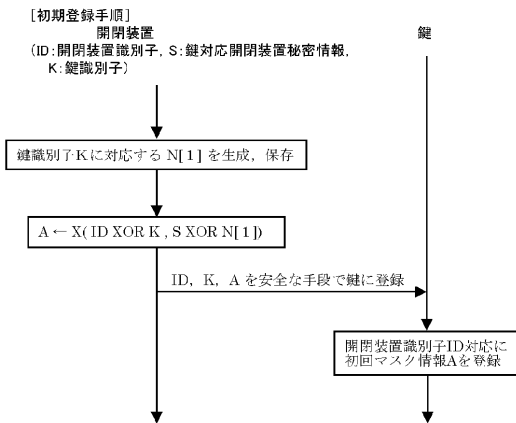 [初期登録手順]
開閉装置
(ID:開閉装置識別子, S:鍵対応開閉装置秘密情報,
K:鍵識別子)
鍵
鍵識別子Kに対応する N[1] を生成, 保存
A ← X( ID XOR K , S XOR N[1])
ID, K, A を安全な手段で鍵に登録
開閉装置識別子ID対応に
初回マスク情報Aを登録